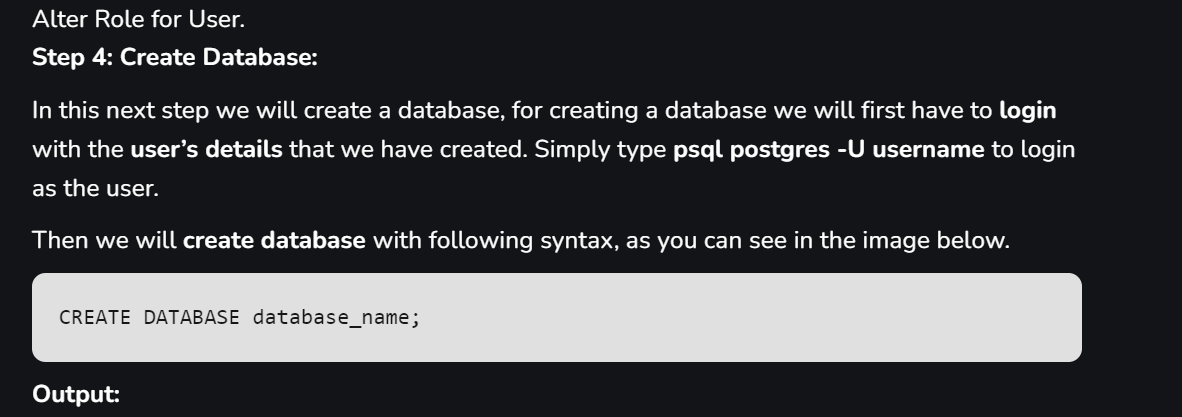 Alter Role for User.
Step 4: Create Database:
In this next step we will create a database, for creating a database we will first have to login
with the user’s details that we have created. Simply type psql postgres -U username to login
as the user.
Then we will create database with following syntax, as you can see in the image below.
CREATE DATABASE database_name;
Output: